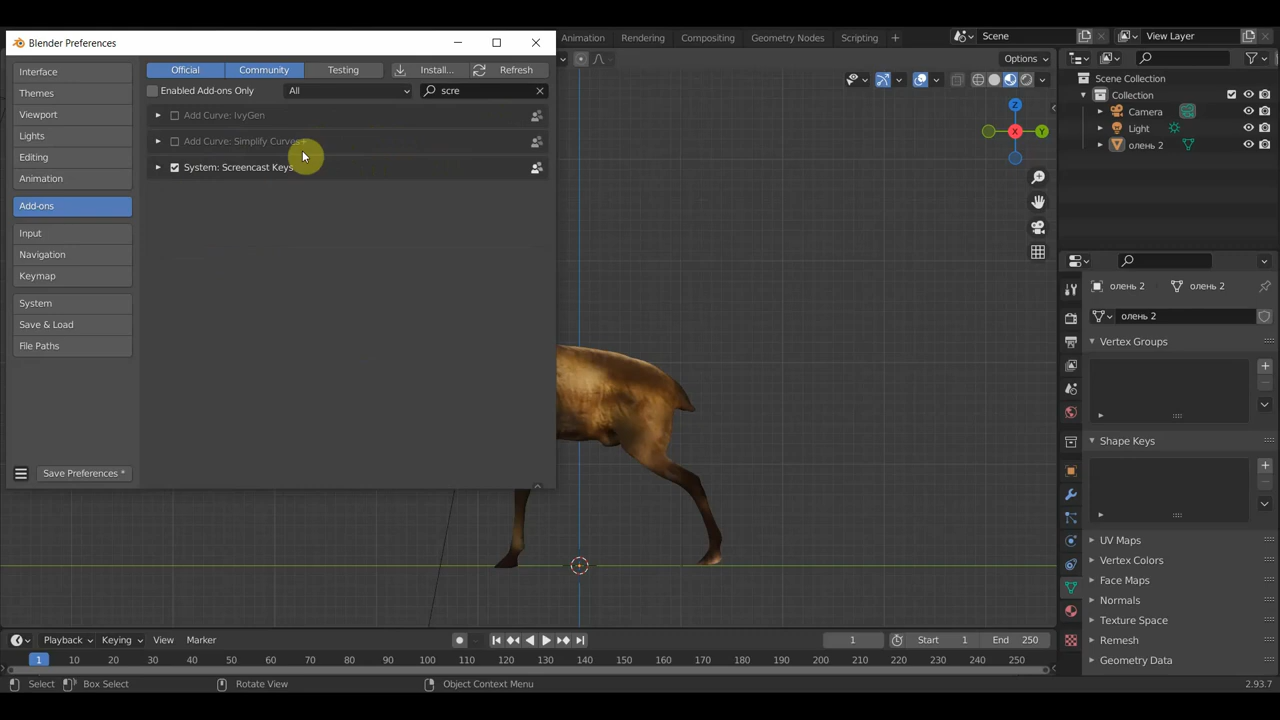 Blender Preferences
Animation Rendering Compositing Geometry Nodes Scripting + Scene View Layer
Interface
Themes
Viewport
Lights
Editing
Animation
Add-ons
Input
Navigation
Keymap
System
Save & Load
File Paths
Save Preferences *
Official Community Testing Install... Refresh
Enabled Add-ons Only All scre
Add Curve: IvyGen
Add Curve: Simplify Curves+
System: Screencast Keys
Options
Z
X
Y
Scene Collection
Collection
Camera
Light
олень 2
олень 2 олень 2
олень 2
Vertex Groups
Shape Keys
UV Maps
Vertex Colors
Face Maps
Normals
Texture Space
Remesh
Geometry Data
Playback Keying View Marker 1 Start 1 End 250
1 10 20 30 40 50 60 70 80 90 100 110 120 130 140 150 160 170 180 190 200 210 220 230 240 250
Select Box Select Rotate View Object Context Menu 2.93.7